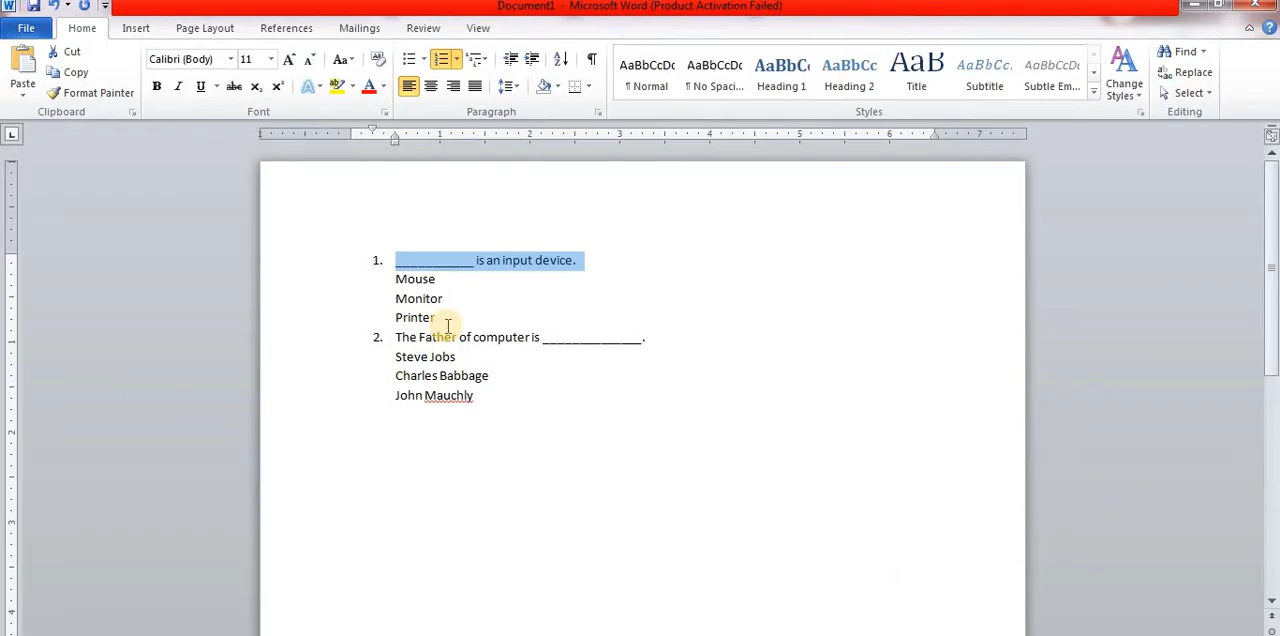 Document1 - Microsoft Word (Product Activation Failed)
File Home Insert Page Layout References Mailings Review View
Paste
Cut
Copy
Format Painter
Clipboard
Calibri (Body) 11
Font
Paragraph
AaBbCcDc AaBbCcDc AaBbC AaBbCc AaB AaBbCc. AaBbCcDc
¶ Normal ¶ No Spaci... Heading 1 Heading 2 Title Subtitle Subtle Em...
Styles
Change
Styles
Find
Replace
Select
Editing
1. ____________ is an input device.
Mouse
Monitor
Printer
2. The Father of computer is _______________.
Steve Jobs
Charles Babbage
John Mauchly